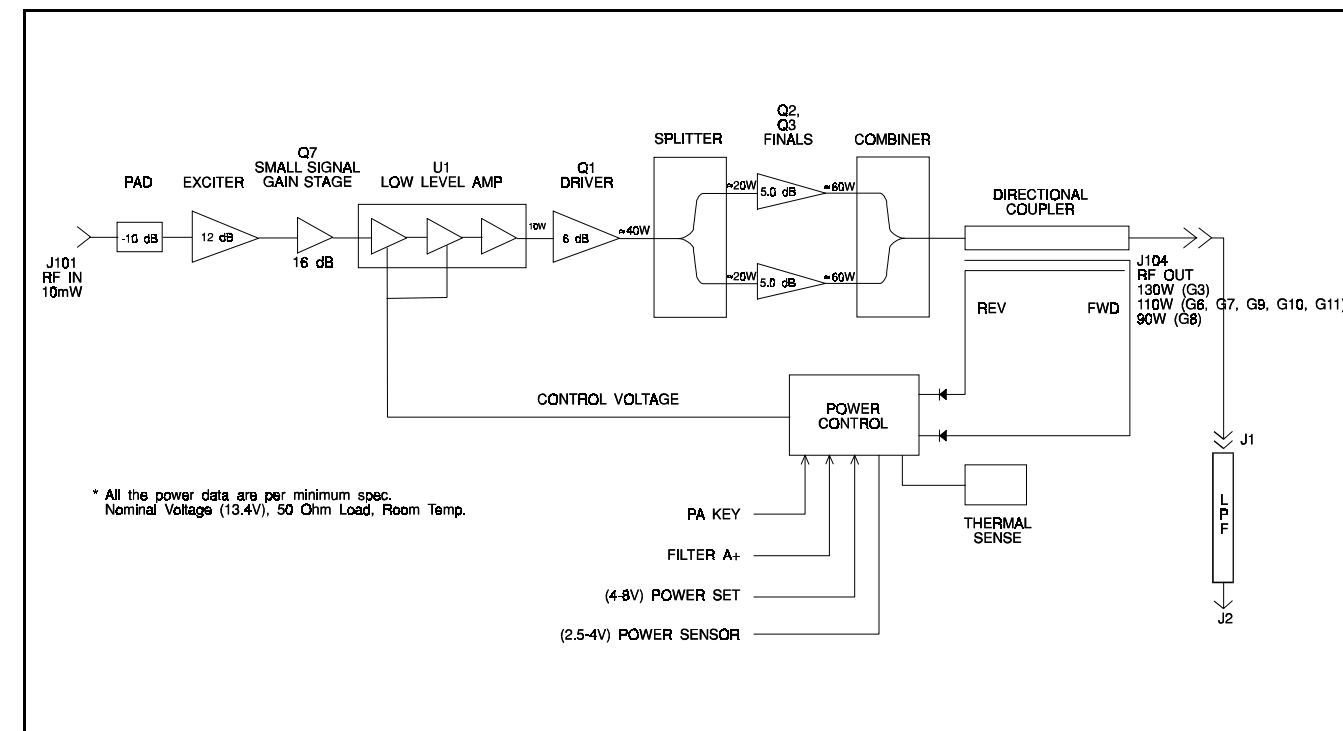 Q2,
Q3
FINALS
SPLITTER
COMBINER
Q7
SMALL SIGNAL
GAIN STAGE
U1
LOW LEVEL AMP
Q1
DRIVER
PAD
EXCITER
-10 dB
12 dB
16 dB
10W
6 dB
≈40W
≈20W
5.0 dB
≈60W
≈20W
5.0 dB
≈60W
DIRECTIONAL
COUPLER
J101
RF IN
10mW
J104
RF OUT
130W (G3)
110W (G6, G7, G9, G10, G11)
90W (G8)
REV
FWD
CONTROL VOLTAGE
POWER
CONTROL
J1
LPF
J2
THERMAL
SENSE
* All the power data are per minimum spec.
Nominal Voltage (13.4V), 50 Ohm Load, Room Temp.
PA KEY
FILTER A+
(4-8V) POWER SET
(2.5-4V) POWER SENSOR